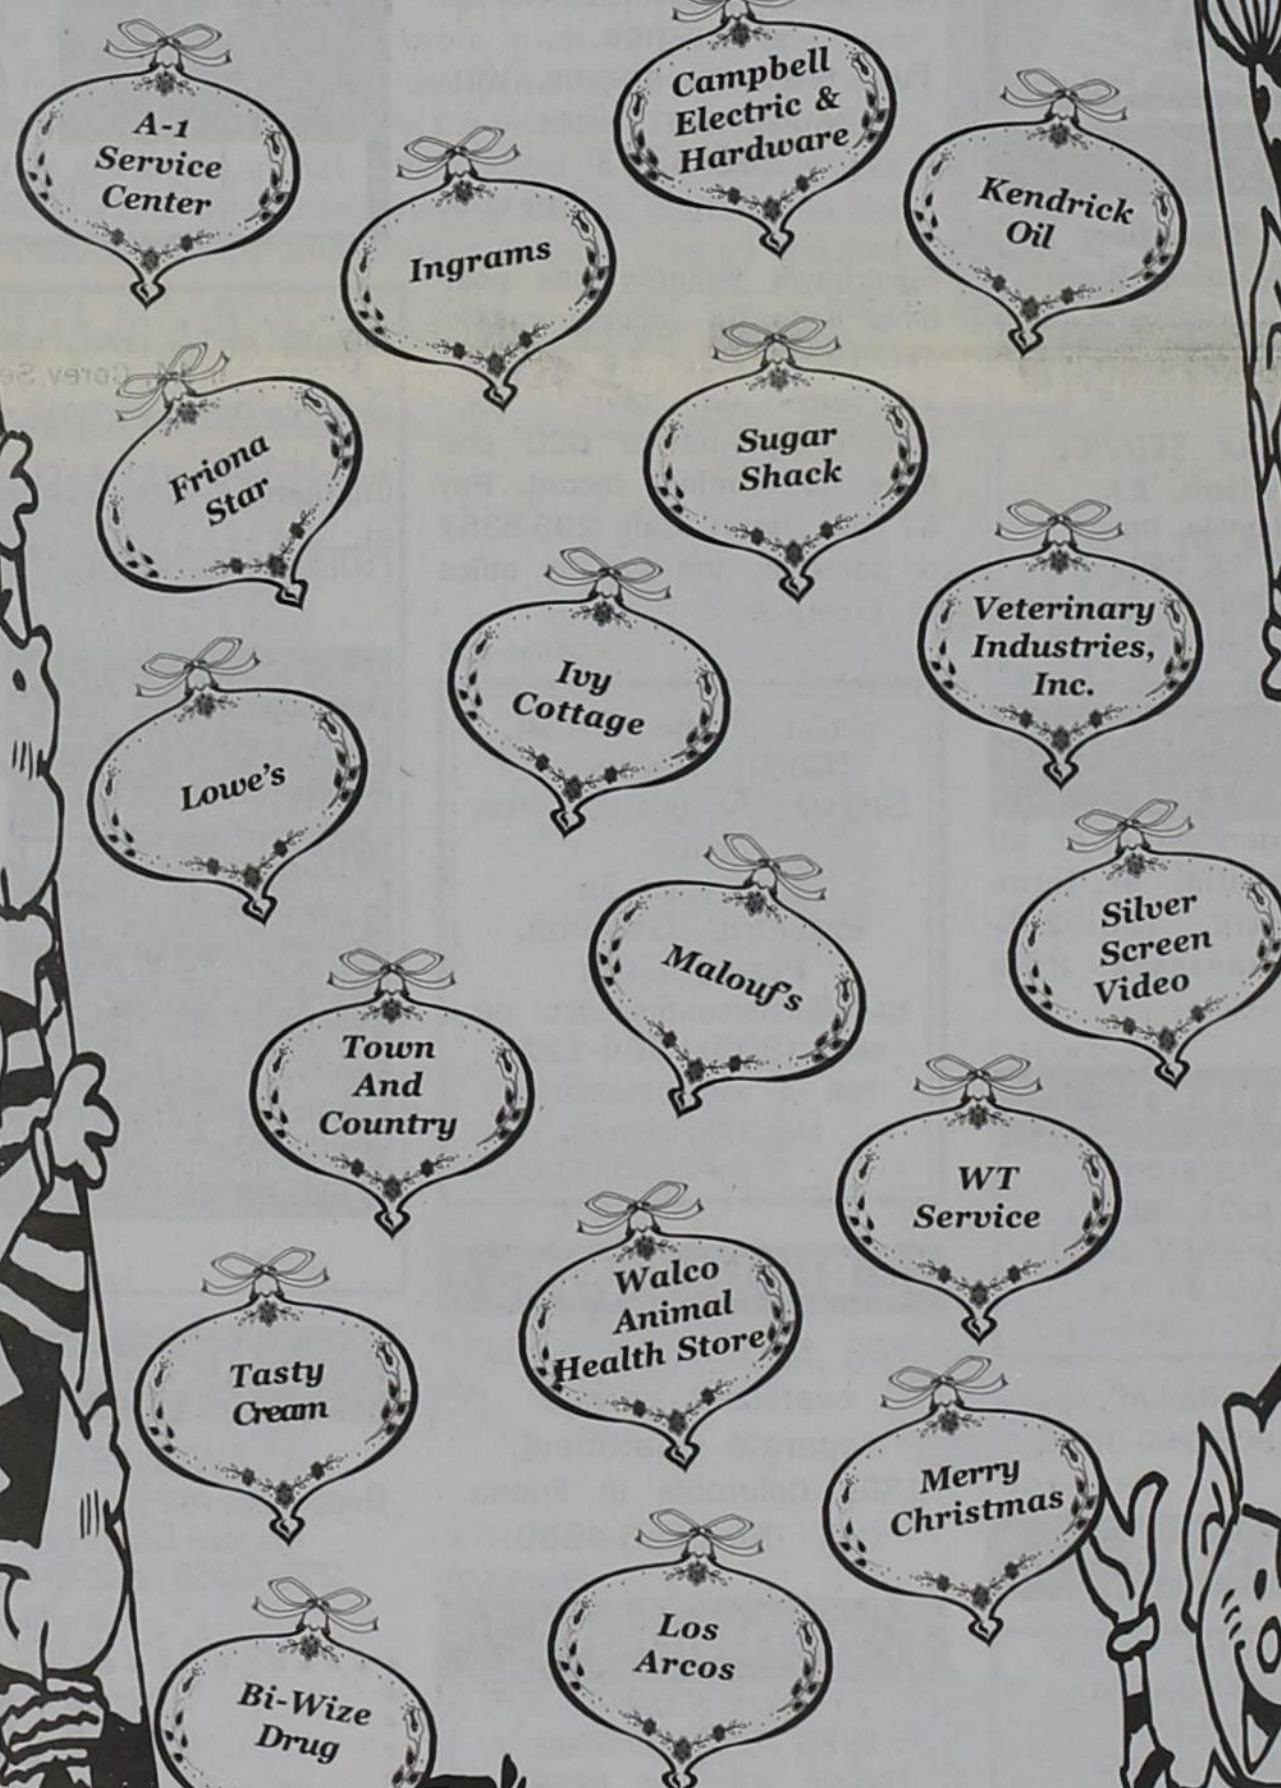 A-1
Service
Center
Ingrams
Campbell
Electric &
Hardware
Kendrick
Oil
Friona
Star
Sugar
Shack
Ivy
Cottage
Veterinary
Industries,
Inc.
Lowe's
Malouf's
Silver
Screen
Video
Town
And
Country
WT
Service
Walco
Animal
Health Store
Tasty
Cream
Merry
Christmas
Los
Arcos
Bi-Wize
Drug